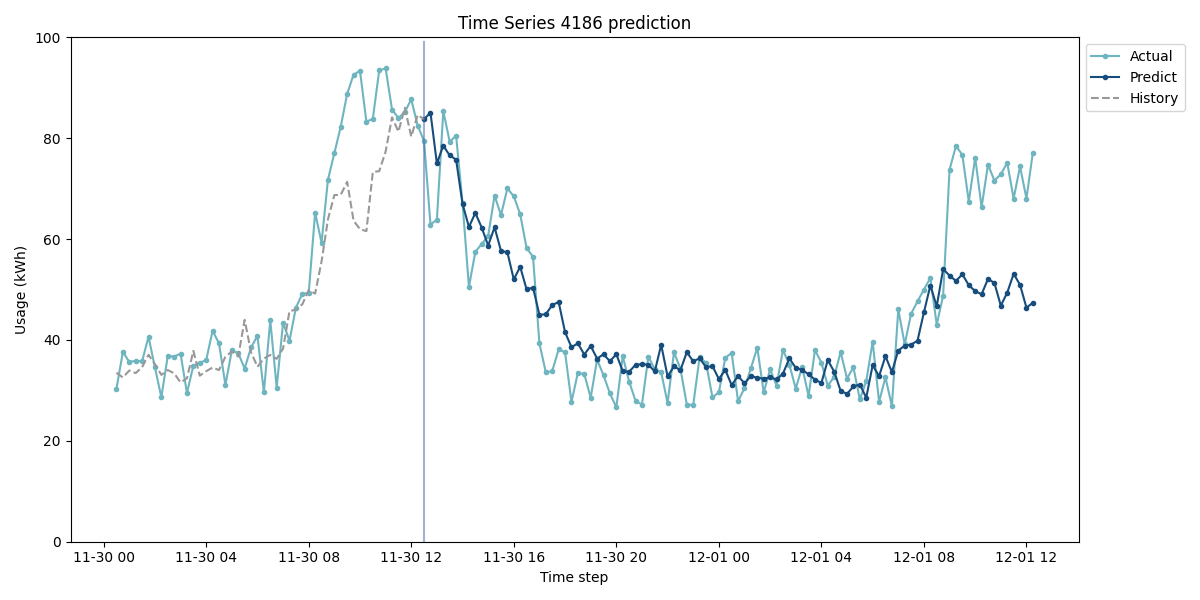 Time Series 4186 prediction
100
80
60
40
20
0
Usage (kWh)
11-30 00
11-30 04
11-30 08
11-30 12
11-30 16
11-30 20
12-01 00
12-01 04
12-01 08
12-01 12
Time step
Actual
Predict
History